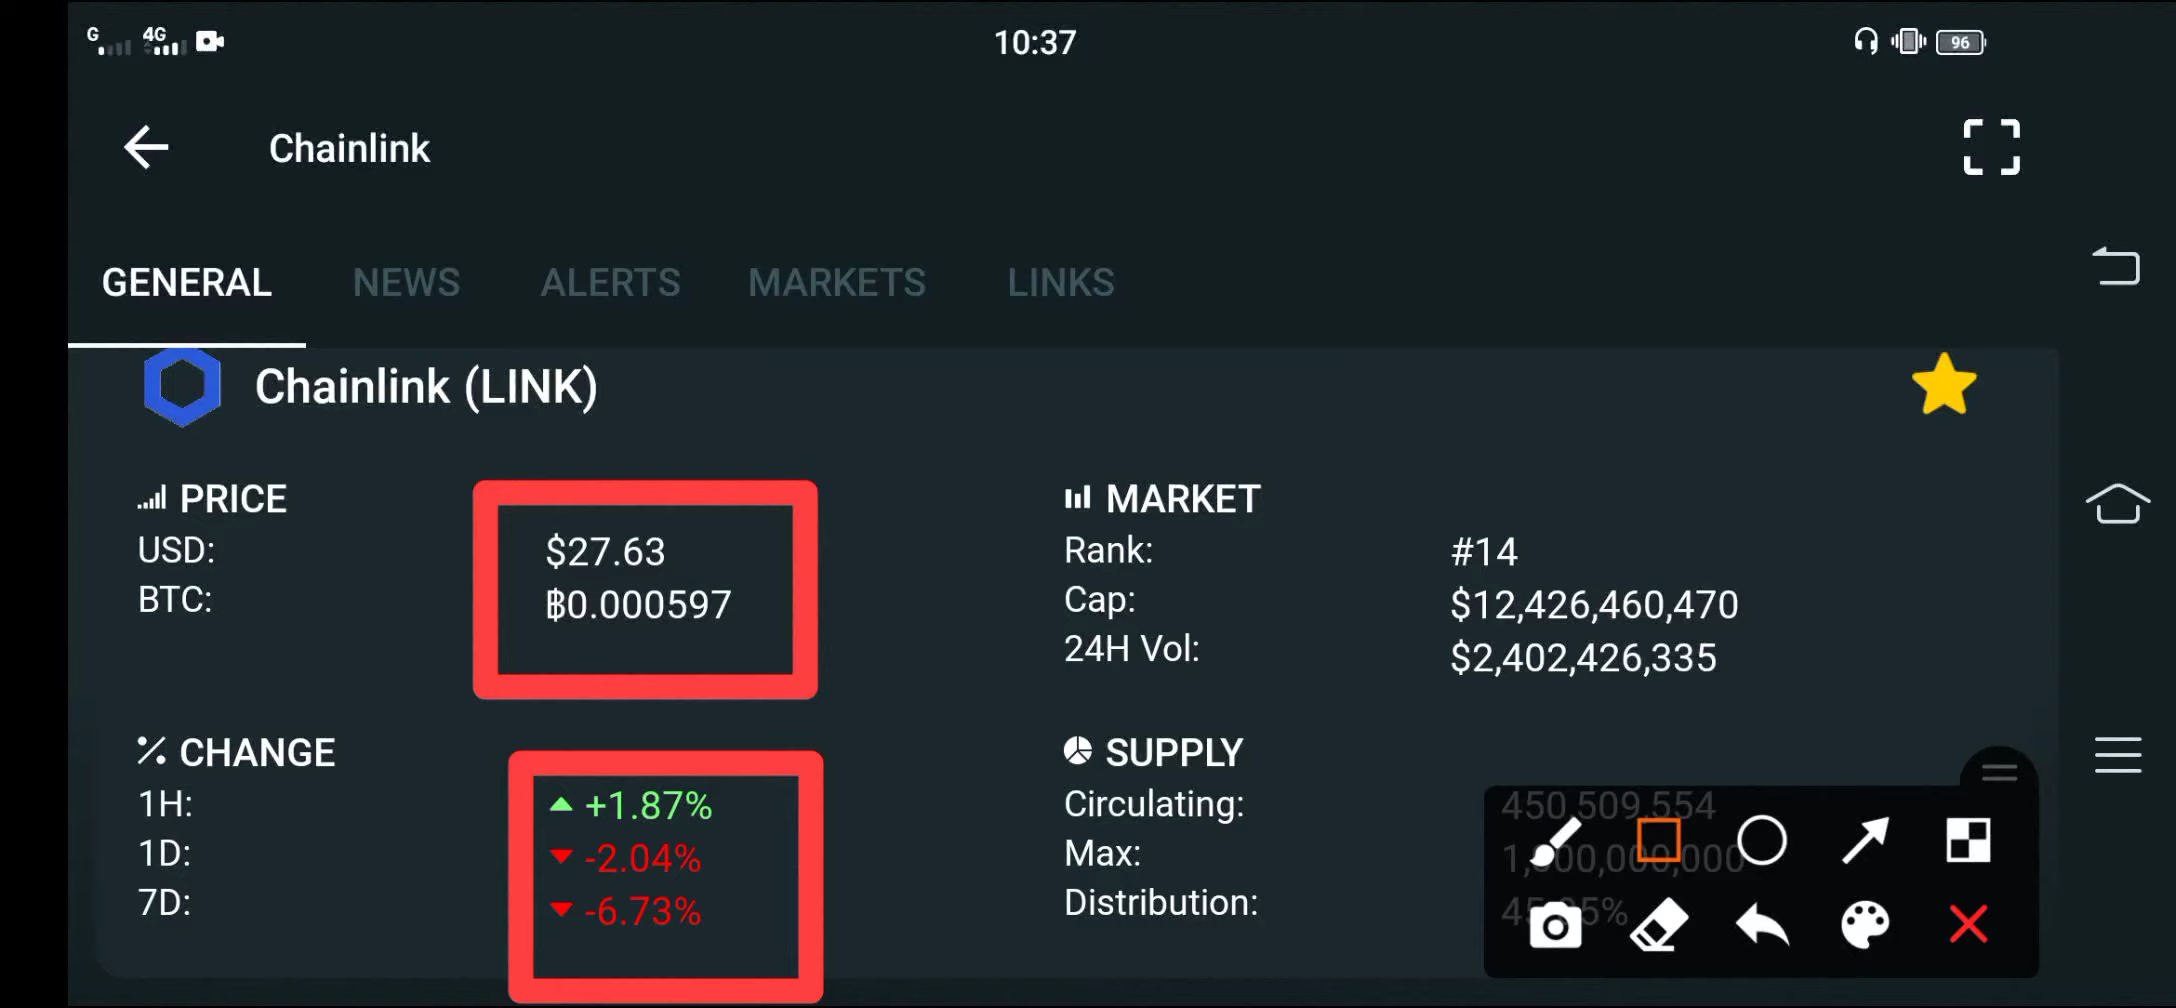 G 4G 10:37 96
Chainlink
GENERAL NEWS ALERTS MARKETS LINKS
Chainlink (LINK)
PRICE
USD: $27.63
BTC: ฿0.000597
MARKET
Rank: #14
Cap: $12,426,460,470
24H Vol: $2,402,426,335
CHANGE
1H: +1.87%
1D: -2.04%
7D: -6.73%
SUPPLY
Circulating: 450,509,554
Max:
Distribution: